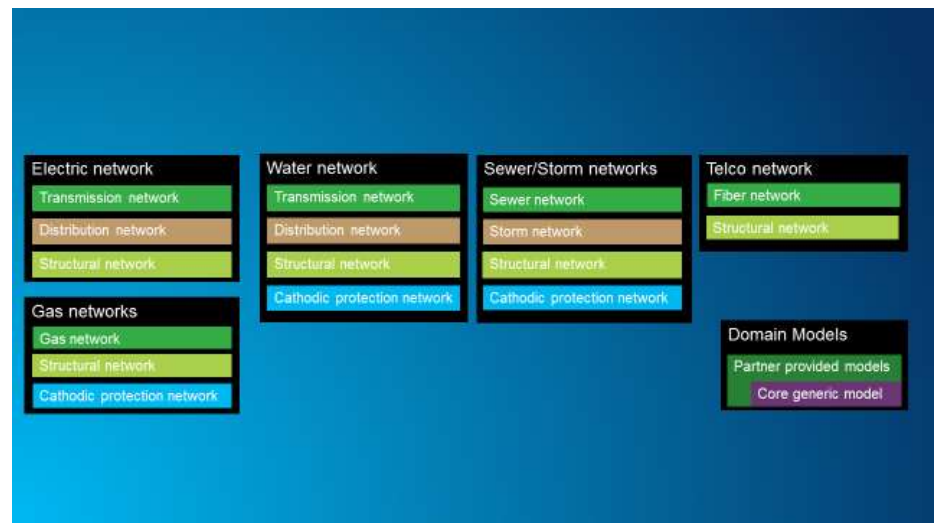 Electric network
Transmission network
Distribution network
Structural network
Gas networks
Gas network
Structural network
Cathodic protection network
Water network
Transmission network
Distribution network
Structural network
Cathodic protection network
Sewer/Storm networks
Sewer network
Storm network
Structural network
Cathodic protection network
Telco network
Fiber network
Structural network
Domain Models
Partner provided models
Core generic model